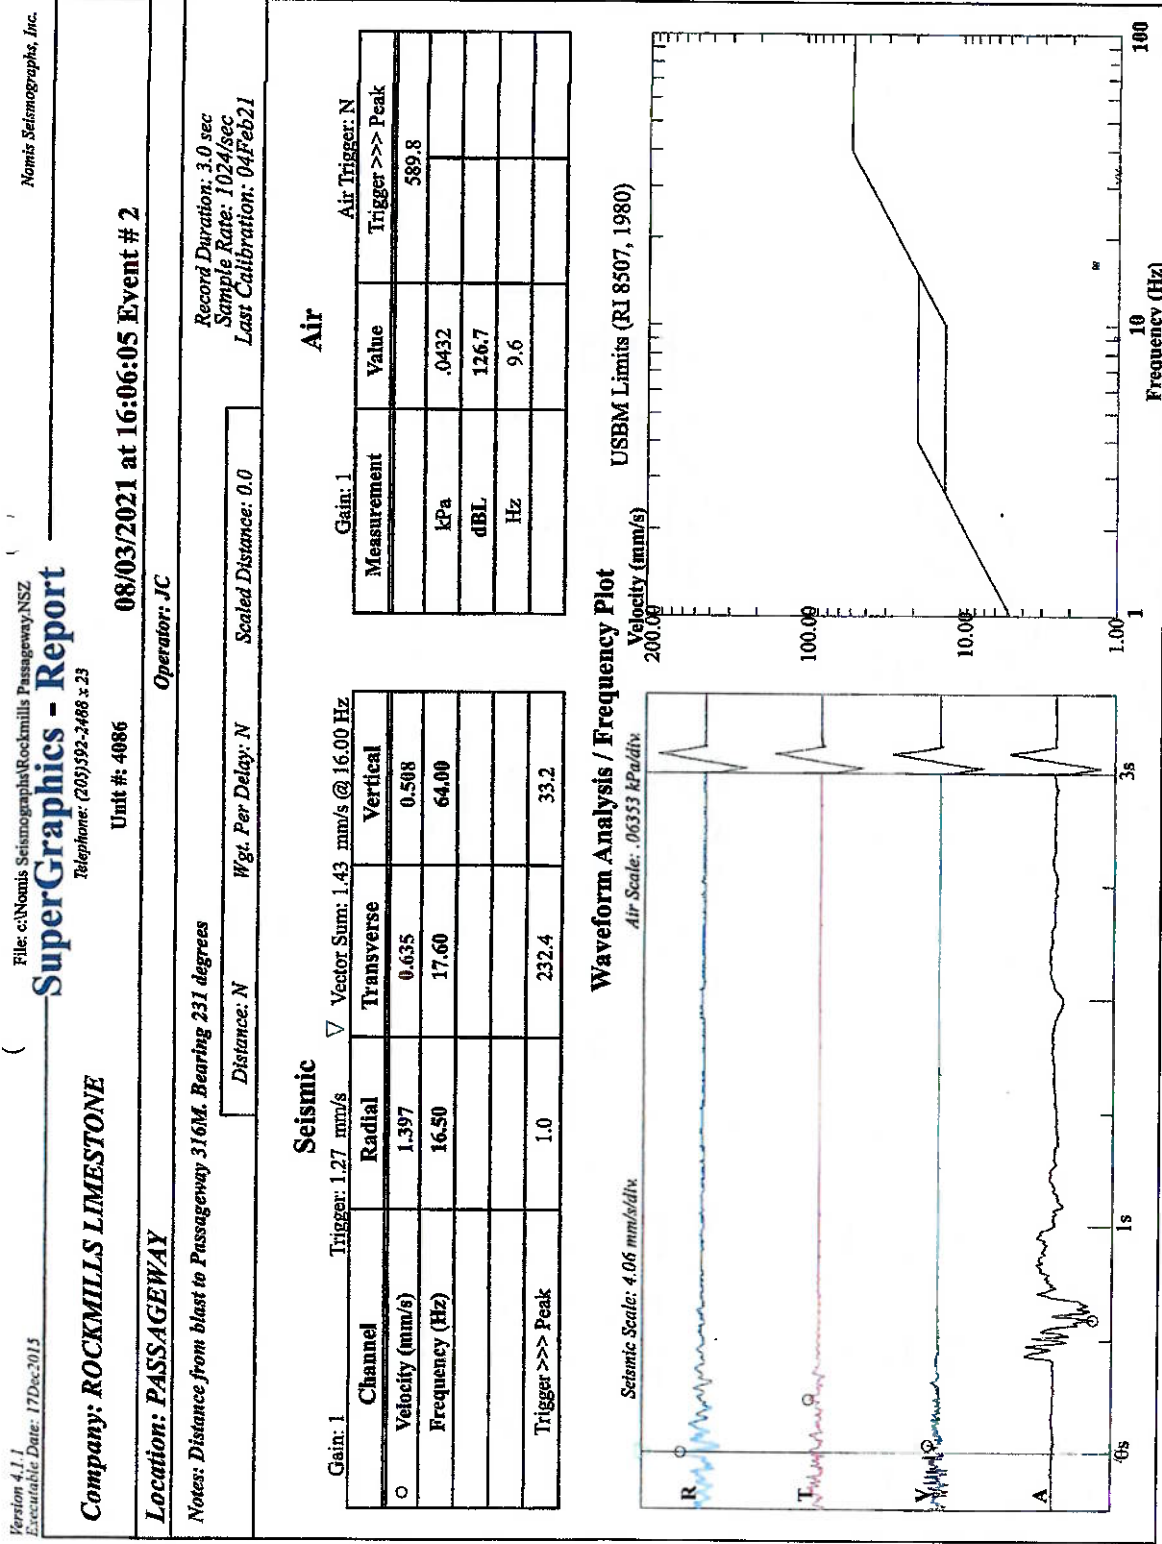 Version 4.1.1
Executable Date: 17Dec2015
File: c:\Nomis Seismographs\Rockmills Passageway.NSZ
Nomis Seismographs, Inc.
SuperGraphics - Report
Telephone: (205)592-2488 x 23
Company: ROCKMILLS LIMESTONE
Unit #: 4086
08/03/2021 at 16:06:05 Event # 2
Location: PASSAGEWAY
Operator: JC
Notes: Distance from blast to Passageway 316M. Bearing 231 degrees
Record Duration: 3.0 sec
Sample Rate: 1024/sec
Last Calibration: 04Feb21
Distance: N Wgt. Per Delay: N Scaled Distance: 0.0
Seismic
Gain: 1 Trigger: 1.27 mm/s ▽ Vector Sum: 1.43 mm/s @ 16.00 Hz
Channel Radial Transverse Vertical
Velocity (mm/s) 1.397 0.635 0.508
Frequency (Hz) 16.50 17.60 64.00
Trigger >>> Peak 1.0 232.4 33.2
Air
Gain: 1 Air Trigger: N
Measurement Value Trigger >>> Peak
589.8
kPa .0432
dBL 126.7
Hz 9.6
Waveform Analysis / Frequency Plot
Seismic Scale: 4.06 mm/s/div.
Air Scale: .06353 kPa/div.
R
T
V
A
0s 1s 3s
USBM Limits (RI 8507, 1980)
Velocity (mm/s)
200.00
100.00
10.00
1.00
1 10 100
Frequency (Hz)